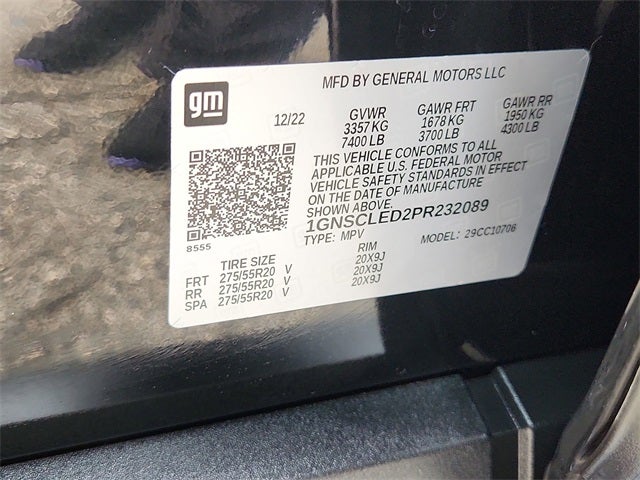 gm
MFD BY GENERAL MOTORS LLC
12/22
GVWR
3357 KG
7400 LB
GAWR FRT
1678 KG
3700 LB
GAWR RR
1950 KG
4300 LB
THIS VEHICLE CONFORMS TO ALL
APPLICABLE U.S. FEDERAL MOTOR
VEHICLE SAFETY STANDARDS IN EFFECT
ON THE DATE OF MANUFACTURE
SHOWN ABOVE.
1GNSCLED2PR232089
TYPE: MPV
MODEL: 29CC10706
8555
TIRE SIZE RIM
FRT 275/55R20 V 20X9J
RR 275/55R20 V 20X9J
SPA 275/55R20 V 20X9J